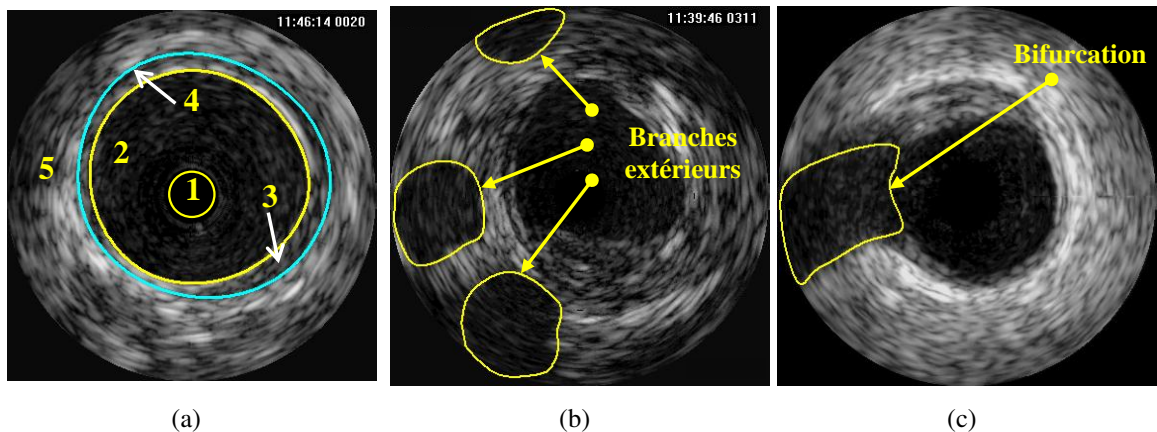 11:46:14 0020
4
2
5
1
3
(a)
11:39:46 0311
Branches
extérieurs
(b)
Bifurcation
(c)